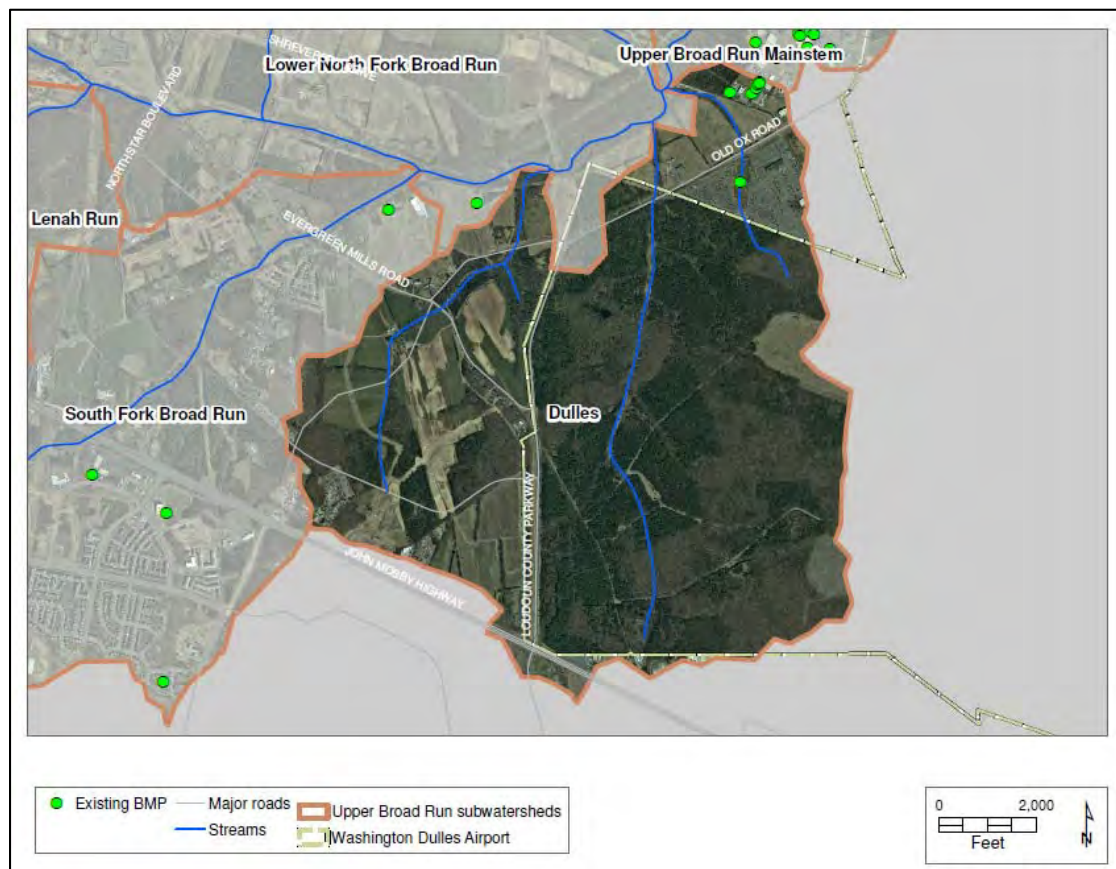 SHREVEPORT DRIVE
Lower North Fork Broad Run
Upper Broad Run Mainstem
NORTHSTAR BOULEVARD
OLD OX ROAD
Lenah Run
EVERGREEN MILLS ROAD
South Fork Broad Run
Dulles
LOUDOUN COUNTY PARKWAY
JOHN MOSBY HIGHWAY
Existing BMP
Major roads
Upper Broad Run subwatersheds
Streams
Washington Dulles Airport
0 2,000
Feet
N